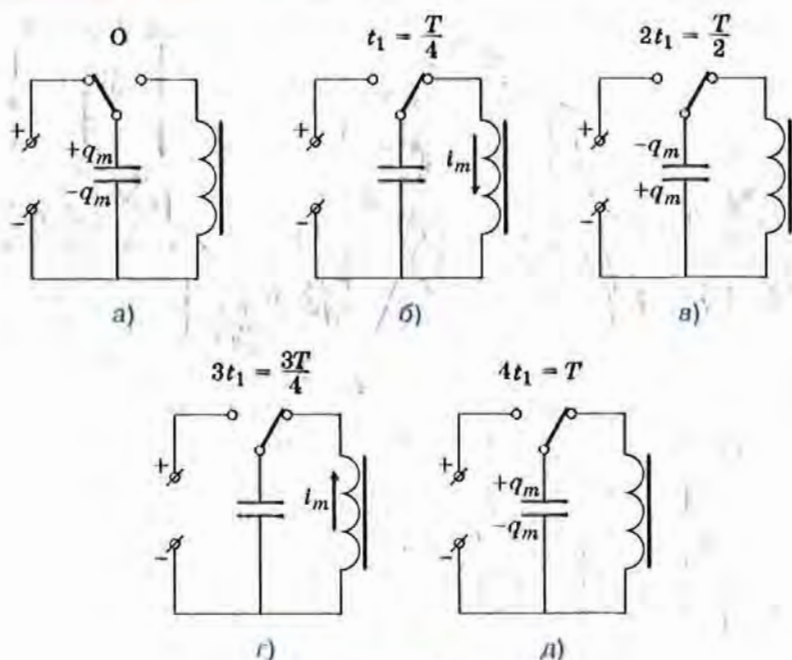 0
t₁ = T/4
2t₁ = T/2
+
+qₘ
−qₘ
−
+
iₘ
−
+
−qₘ
+qₘ
−
а)
б)
в)
3t₁ = 3T/4
4t₁ = T
+
iₘ
−
+
+qₘ
−qₘ
−
г)
д)